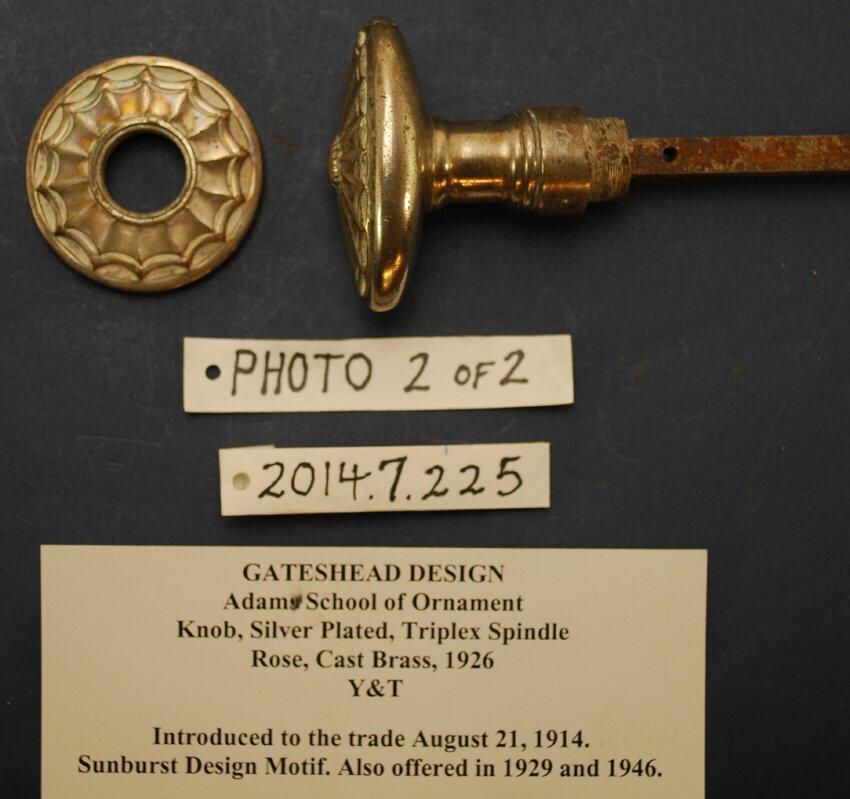 PHOTO 2 OF 2
2014.7.225
GATESHEAD DESIGN
Adams School of Ornament
Knob, Silver Plated, Triplex Spindle
Rose, Cast Brass, 1926
Y&T
Introduced to the trade August 21, 1914.
Sunburst Design Motif. Also offered in 1929 and 1946.